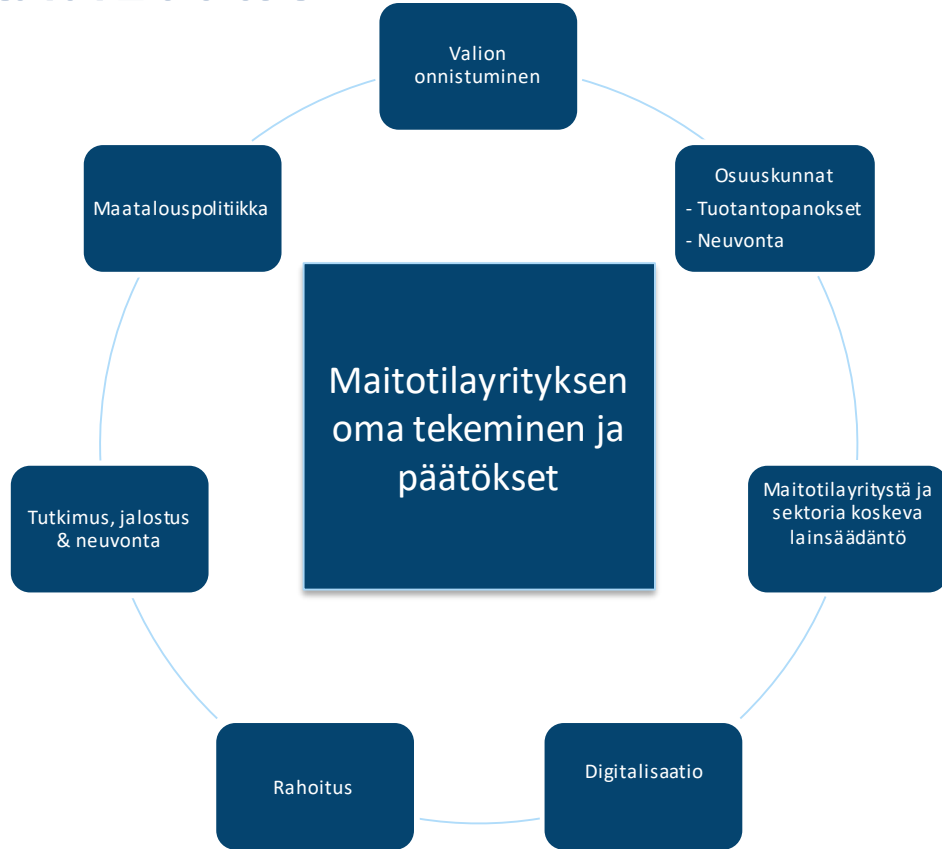 Valion
onnistuminen
Osuuskunnat
- Tuotantopanokset
- Neuvonta
Maitotilayritystä ja
sektoria koskeva
lainsäädäntö
Digitalisaatio
Rahoitus
Tutkimus, jalostus
& neuvonta
Maatalouspolitiikka
Maitotilayrityksen
oma tekeminen ja
päätökset